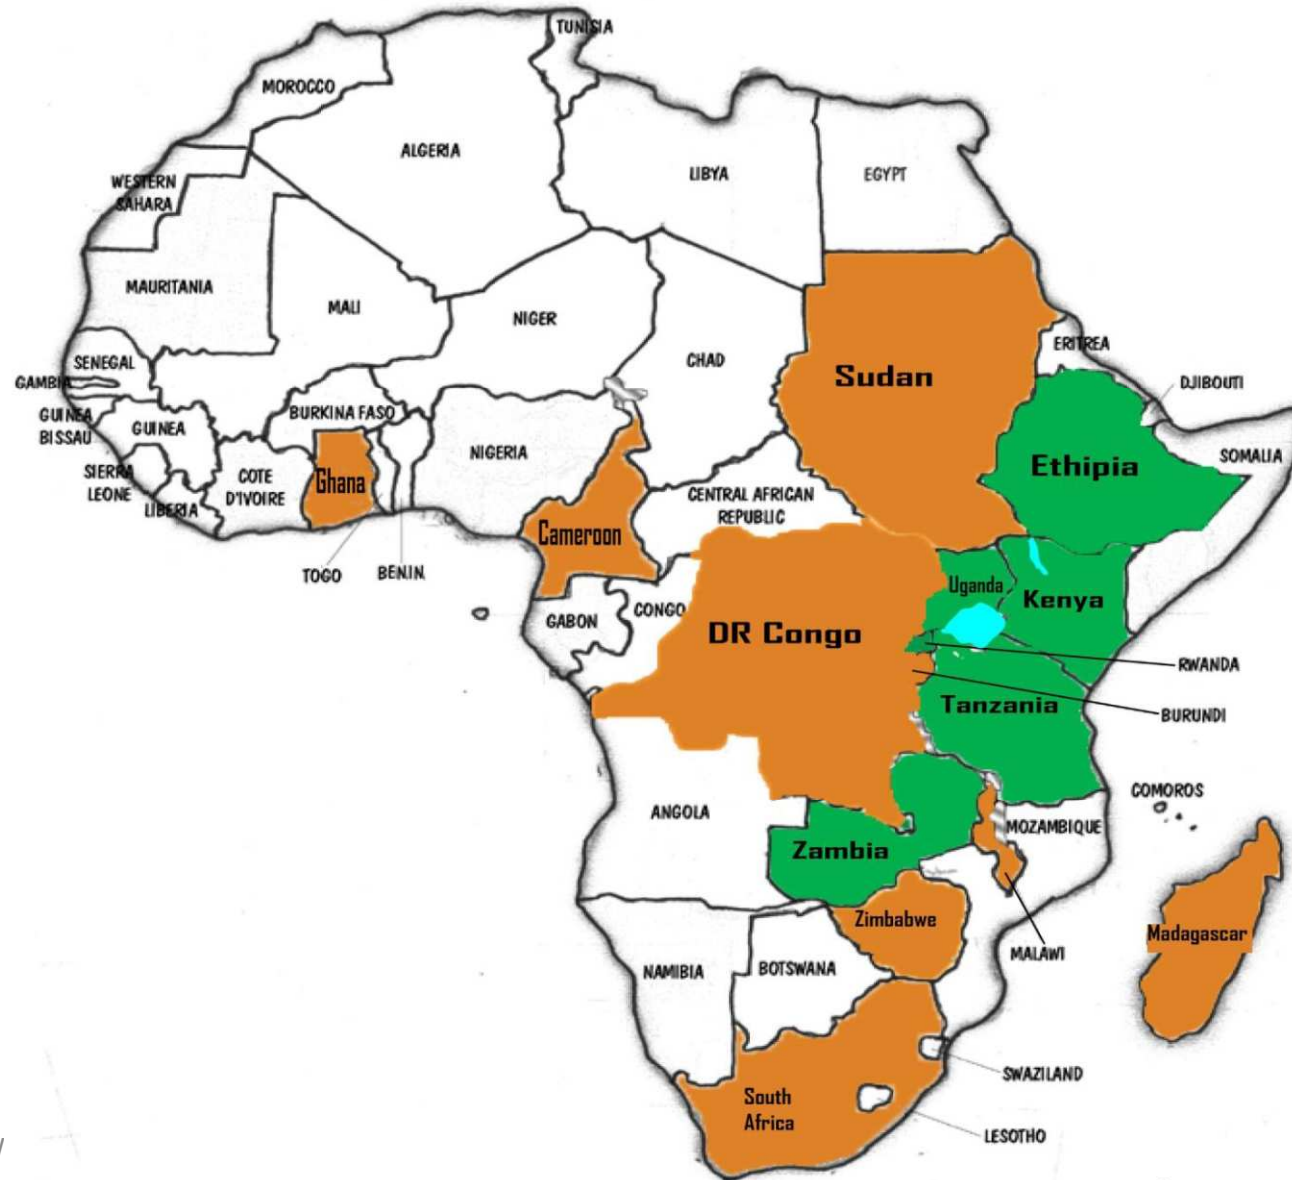 TUNISIA
MOROCCO
ALGERIA
LIBYA
EGYPT
WESTERN
SAHARA
MAURITANIA
MALI
NIGER
CHAD
Sudan
ERITREA
DJIBOUTI
SENEGAL
GAMBIA
GUINEA
BISSAU
GUINEA
BURKINA FASO
NIGERIA
Ethipia
SOMALIA
SIERRA
LEONE
LIBERIA
COTE
D'IVOIRE
Ghana
TOGO
BENIN
Cameroon
CENTRAL AFRICAN
REPUBLIC
GABON
CONGO
DR Congo
Uganda
Kenya
RWANDA
BURUNDI
Tanzania
COMOROS
ANGOLA
Zambia
MOZAMBIQUE
MALAWI
Zimbabwe
Madagascar
NAMIBIA
BOTSWANA
SWAZILAND
South
Africa
LESOTHO